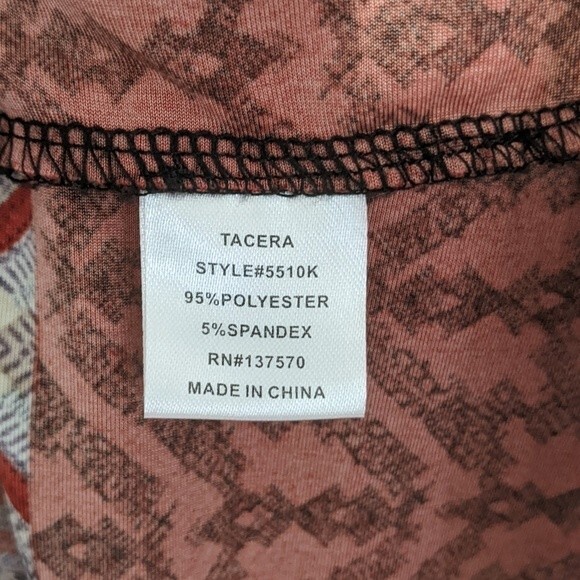 TACERA
STYLE#5510K
95%POLYESTER
5%SPANDEX
RN#137570
MADE IN CHINA